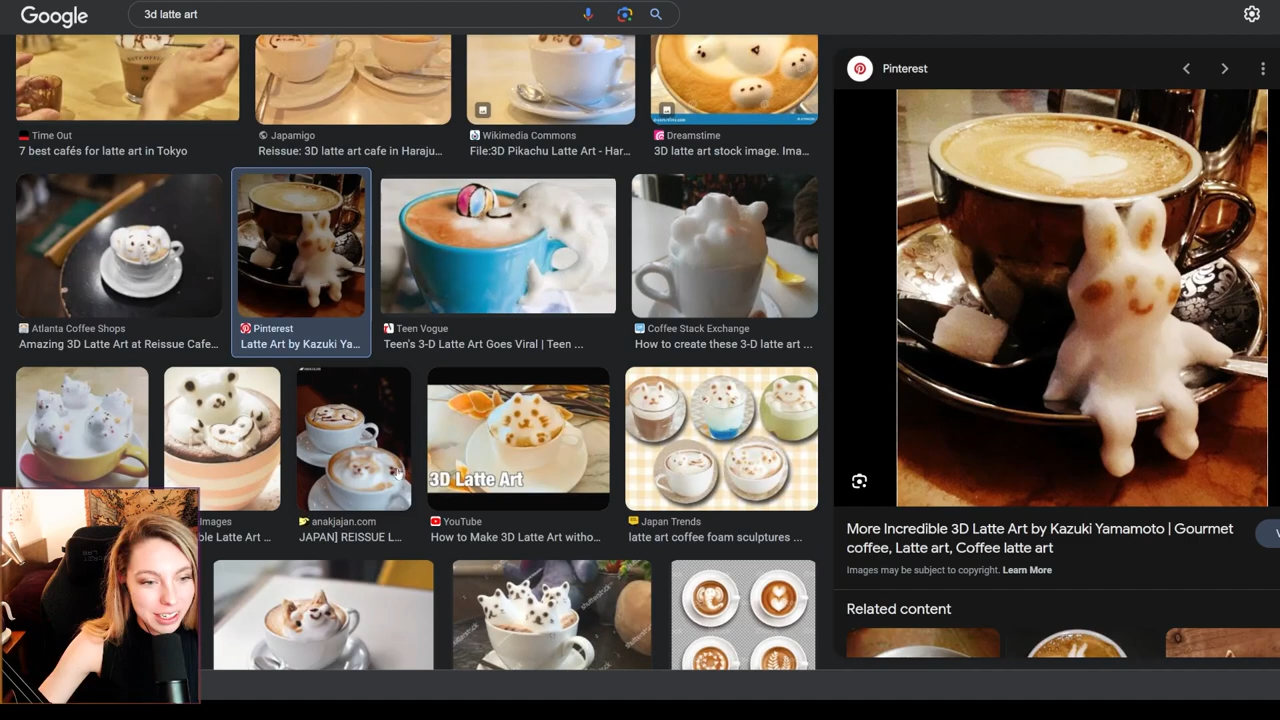 Google
3d latte art
Time Out
7 best cafés for latte art in Tokyo
Japamigo
Reissue: 3D latte art cafe in Haraju...
Wikimedia Commons
File:3D Pikachu Latte Art - Har...
Dreamstime
3D latte art stock image. Ima...
Atlanta Coffee Shops
Amazing 3D Latte Art at Reissue Cafe...
Pinterest
Latte Art by Kazuki Ya...
Teen Vogue
Teen's 3-D Latte Art Goes Viral | Teen ...
Coffee Stack Exchange
How to create these 3-D latte art ...
3D Latte Art
Images
ble Latte Art ...
anakjajan.com
JAPAN] REISSUE L...
YouTube
How to Make 3D Latte Art witho...
Japan Trends
latte art coffee foam sculptures ...
Pinterest
More Incredible 3D Latte Art by Kazuki Yamamoto | Gourmet
coffee, Latte art, Coffee latte art
Images may be subject to copyright. Learn More
Related content